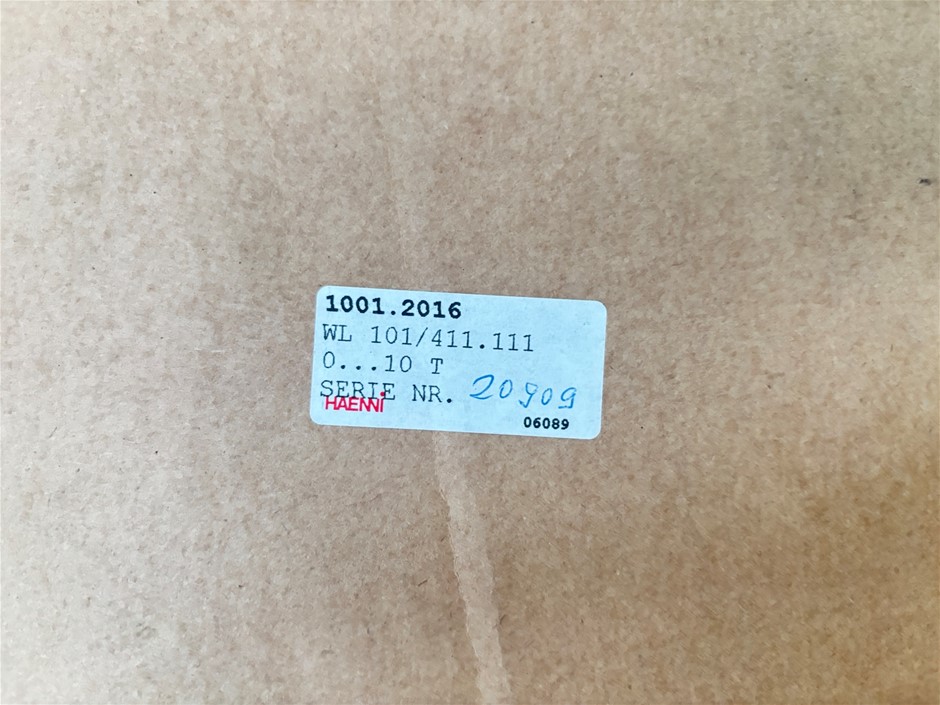 1001.2016
WL 101/411.111
0...10 T
SERIE NR. 20909
HAENNI
06089